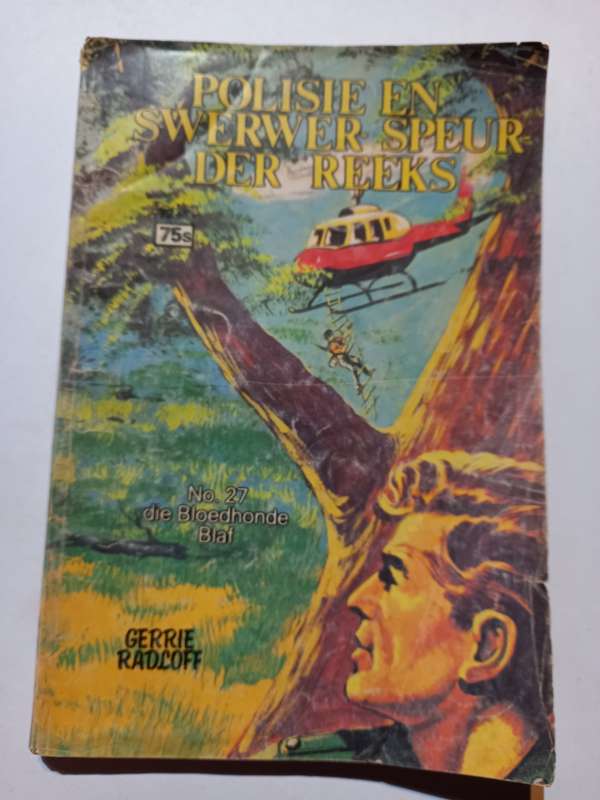 POLISIE EN
SWERWER SPEUR
DER REEKS
75s
No. 27
die Bloedhonde
Blaf
GERRIE
RADLOFF